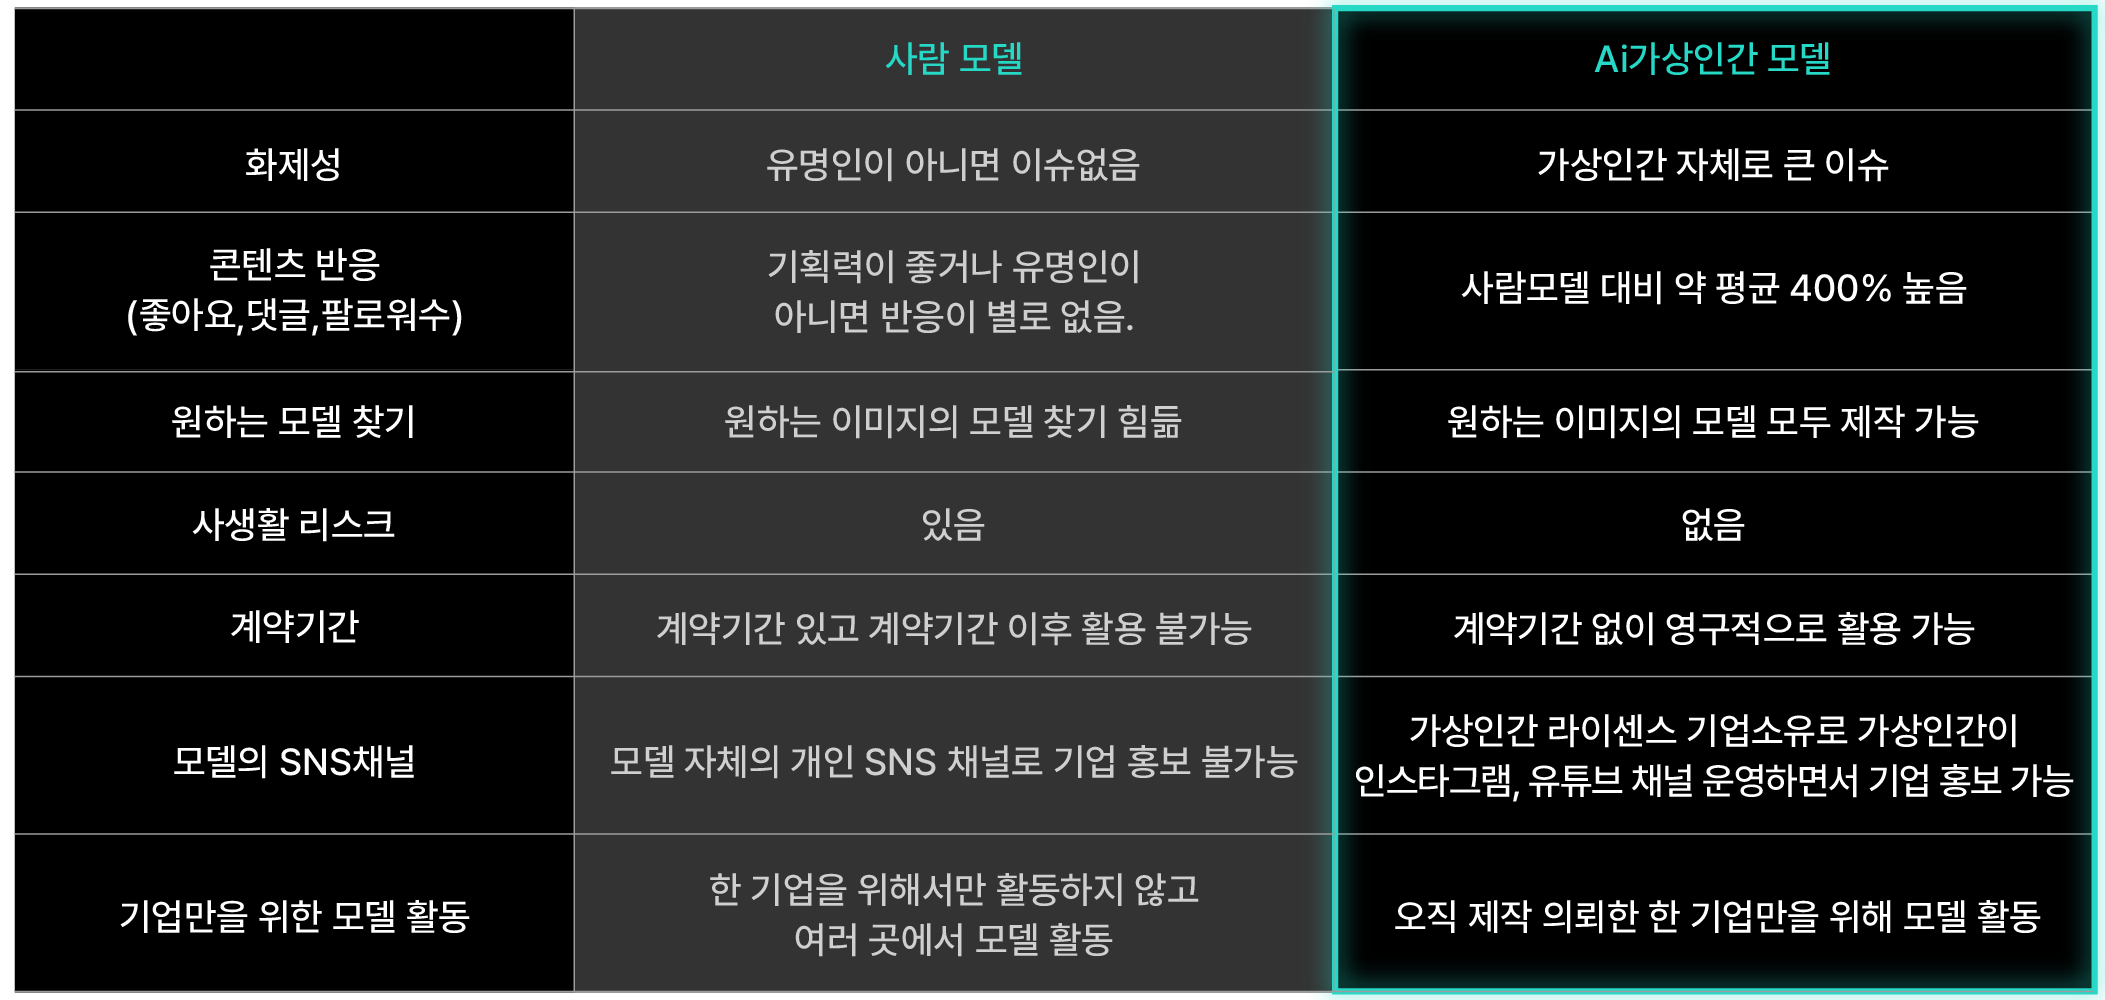 사람 모델
Ai가상인간 모델
화제성
유명인이 아니면 이슈없음
가상인간 자체로 큰 이슈
콘텐츠 반응
(좋아요,댓글,팔로워수)
기획력이 좋거나 유명인이
아니면 반응이 별로 없음.
사람모델 대비 약 평균 400% 높음
원하는 모델 찾기
원하는 이미지의 모델 찾기 힘듦
원하는 이미지의 모델 모두 제작 가능
사생활 리스크
있음
없음
계약기간
계약기간 있고 계약기간 이후 활용 불가능
계약기간 없이 영구적으로 활용 가능
모델의 SNS채널
모델 자체의 개인 SNS 채널로 기업 홍보 불가능
가상인간 라이센스 기업소유로 가상인간이
인스타그램, 유튜브 채널 운영하면서 기업 홍보 가능
기업만을 위한 모델 활동
한 기업을 위해서만 활동하지 않고
여러 곳에서 모델 활동
오직 제작 의뢰한 한 기업만을 위해 모델 활동